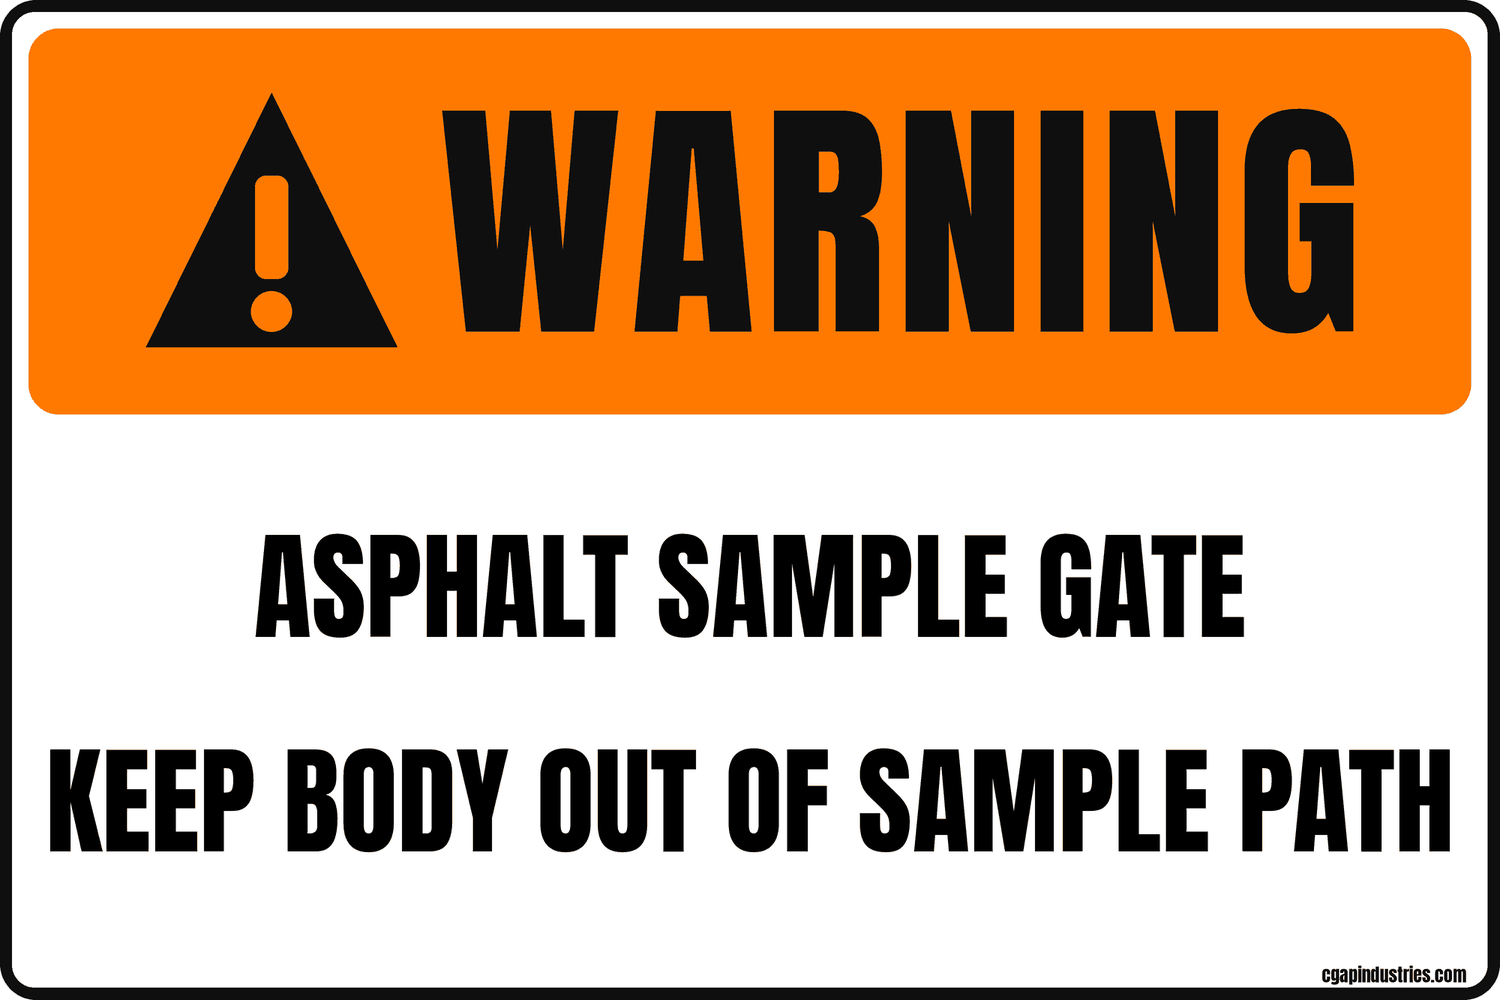 WARNING
ASPHALT SAMPLE GATE
KEEP BODY OUT OF SAMPLE PATH
cgapindustries.com